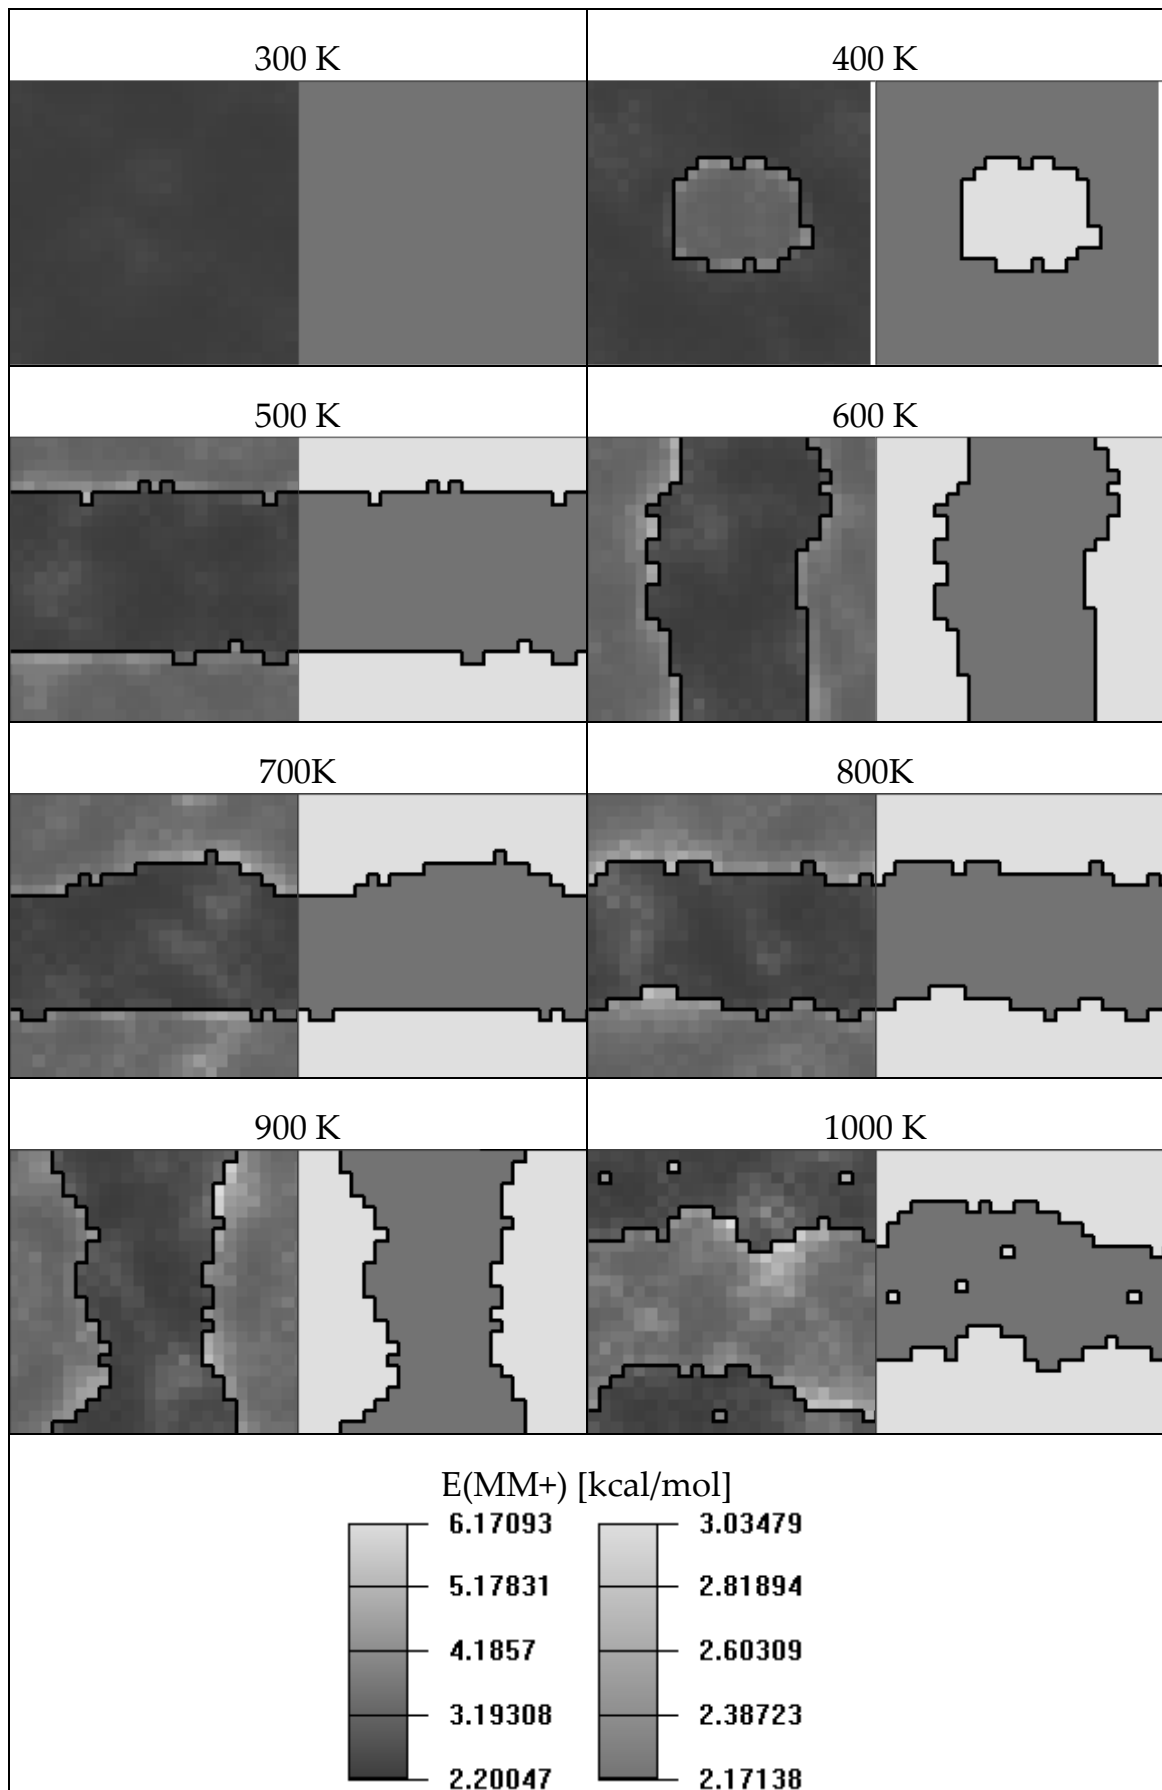 300 K
400 K
500 K
600 K
700K
800K
900 K
1000 K
E(MM+) [kcal/mol]
6.17093 3.03479
5.17831 2.81894
4.1857 2.60309
3.19308 2.38723
2.20047 2.17138